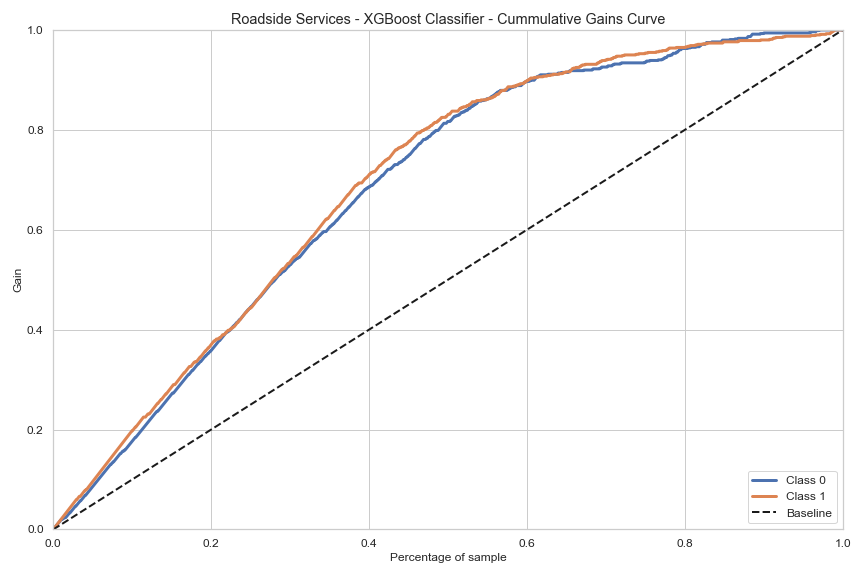 Roadside Services - XGBoost Classifier - Cummulative Gains Curve
1.0
0.8
0.6
0.4
0.2
0.0
Gain
0.0 0.2 0.4 0.6 0.8 1.0
Percentage of sample
Class 0
Class 1
Baseline